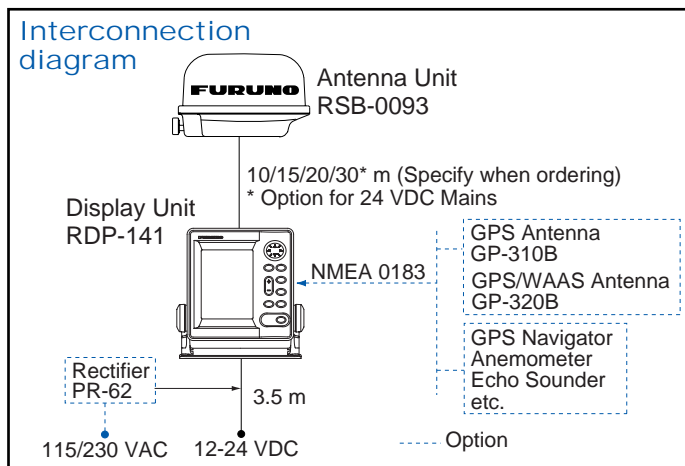 Interconnection
diagram
FURUNO
Antenna Unit
RSB-0093
10/15/20/30* m (Specify when ordering)
* Option for 24 VDC Mains
Display Unit
RDP-141
NMEA 0183
GPS Antenna
GP-310B
GPS/WAAS Antenna
GP-320B
GPS Navigator
Anemometer
Echo Sounder
etc.
Rectifier
PR-62
3.5 m
115/230 VAC
12-24 VDC
Option